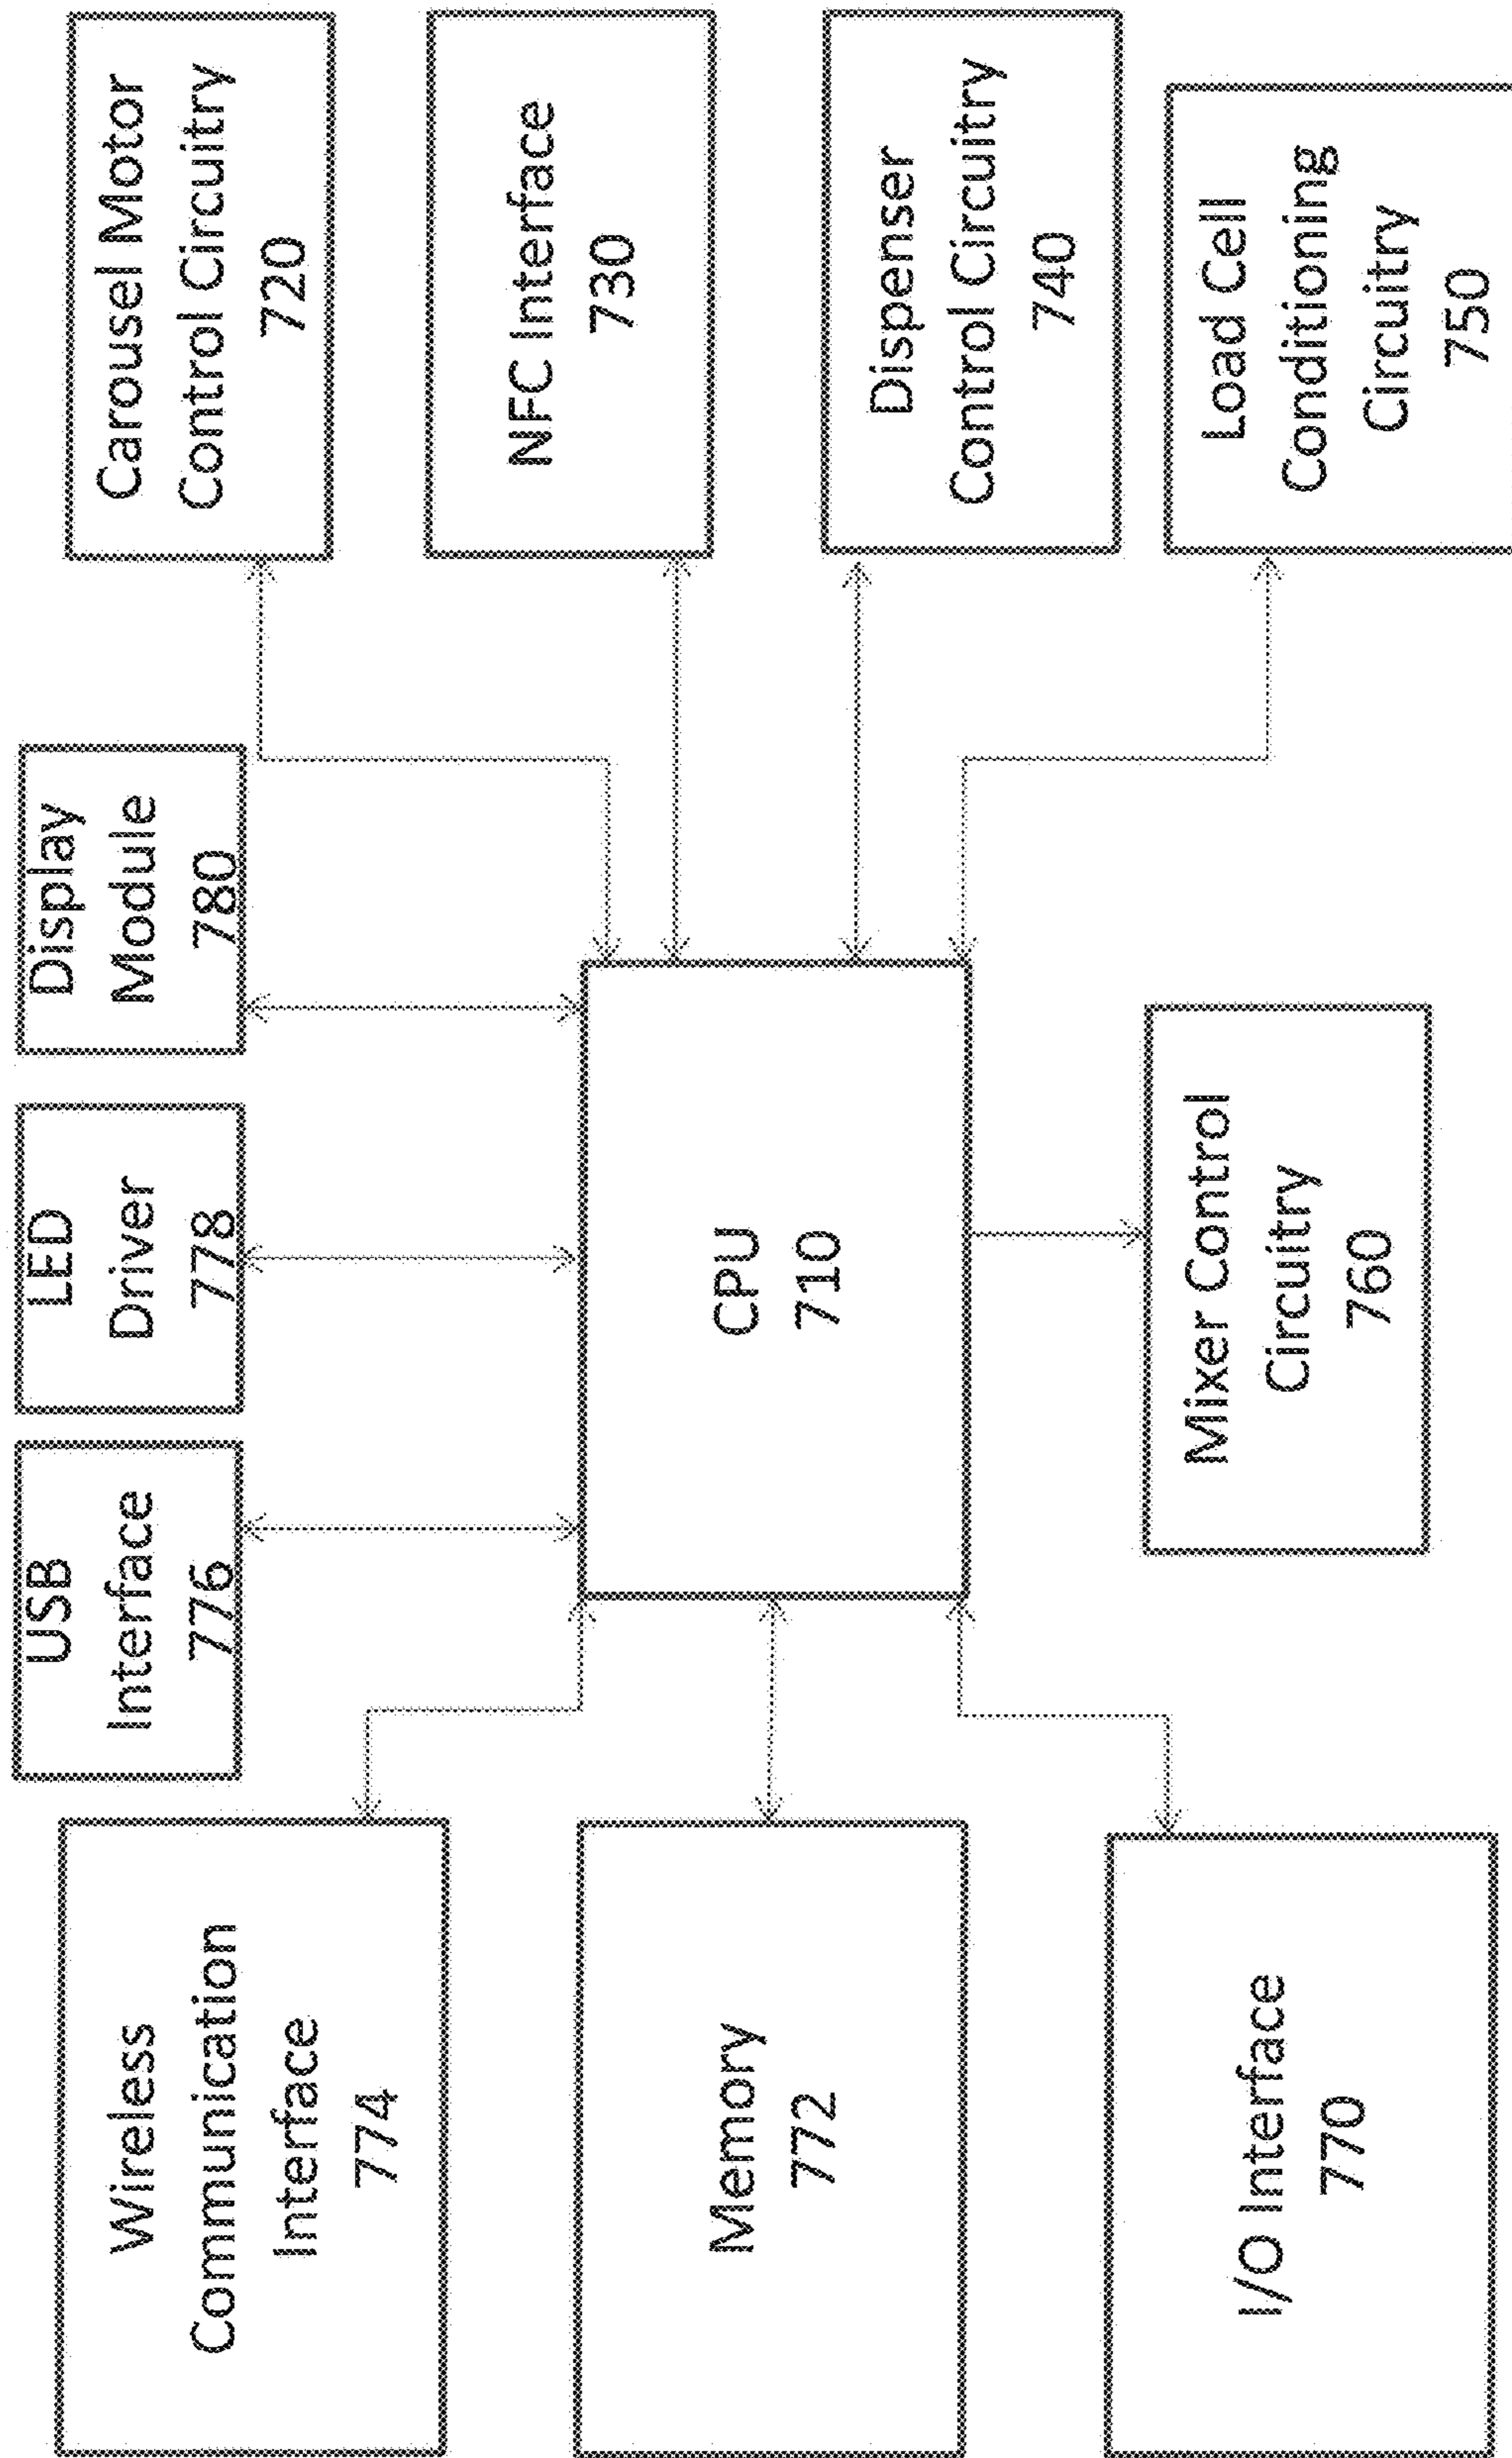 Wireless
Communication
Interface
774
Memory
772
I/O Interface
770
USB
Interface
776
LED
Driver
778
Display
Module
780
CPU
710
Mixer Control
Circuitry
760
Carousel Motor
Control Circuitry
720
NFC Interface
730
Dispenser
Control Circuitry
740
Load Cell
Conditioning
Circuitry
750